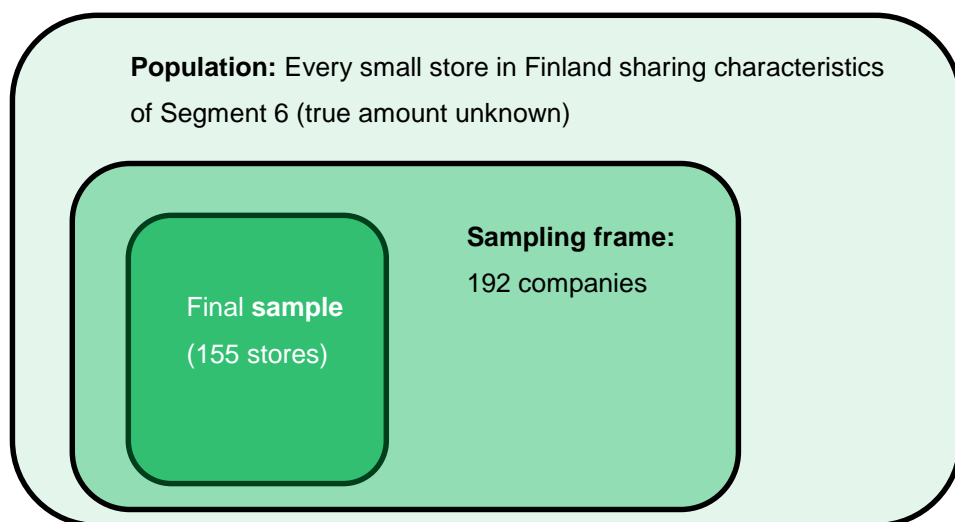 Population: Every small store in Finland sharing characteristics
of Segment 6 (true amount unknown)
Sampling frame:
192 companies
Final sample
(155 stores)